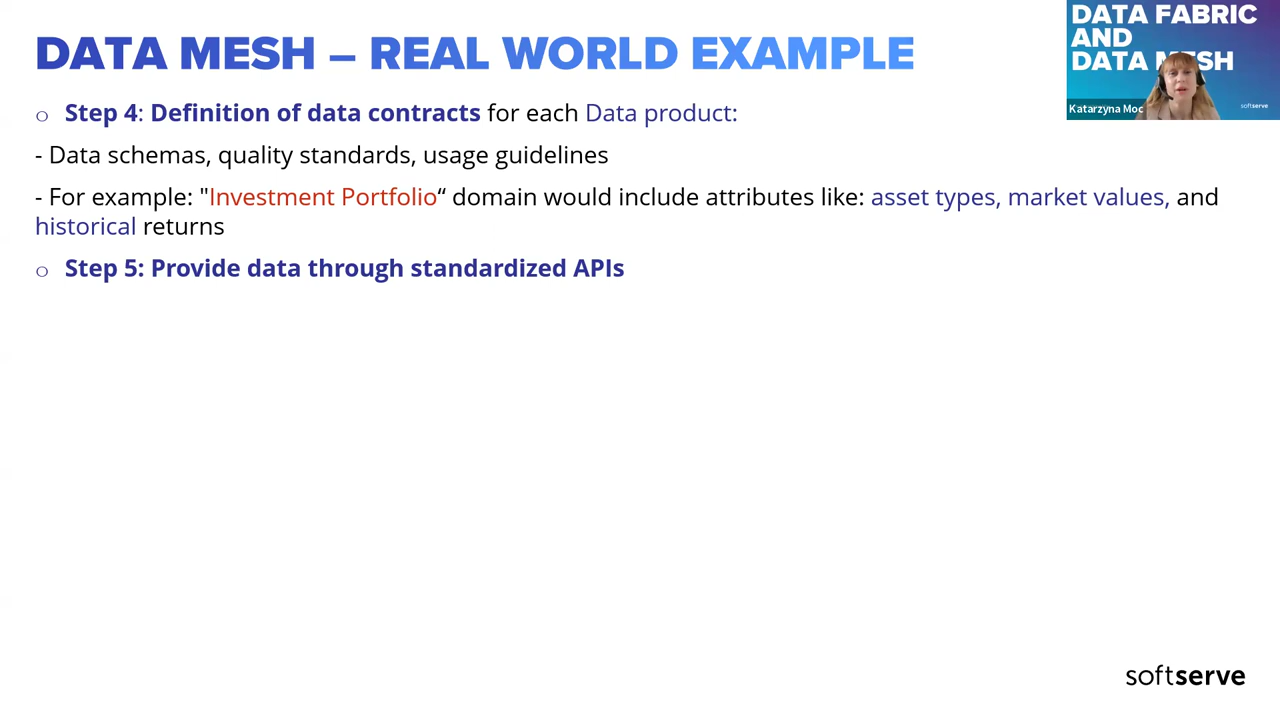 DATA MESH – REAL WORLD EXAMPLE
DATA FABRIC
AND
DATA MESH
Katarzyna Moc
softserve
o Step 4: Definition of data contracts for each Data product:
- Data schemas, quality standards, usage guidelines
- For example: "Investment Portfolio“ domain would include attributes like: asset types, market values, and
historical returns
o Step 5: Provide data through standardized APIs
softserve